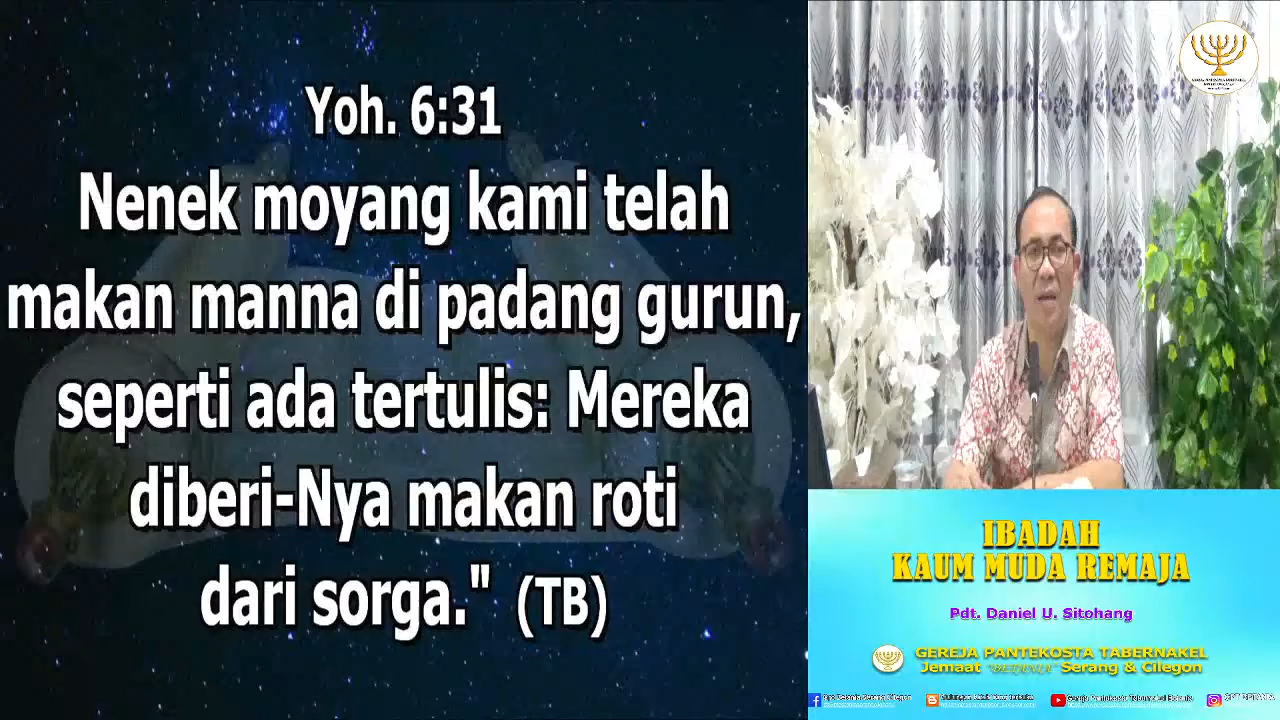 Yoh. 6:31
Nenek moyang kami telah
makan manna di padang gurun,
seperti ada tertulis: Mereka
diberi-Nya makan roti
dari sorga." (TB)
IBADAH
KAUM MUDA REMAJA
Pdt. Daniel U. Sitohang
GEREJA PANTEKOSTA TABERNAKEL
Jemaat "BETANIA" Serang & Cilegon